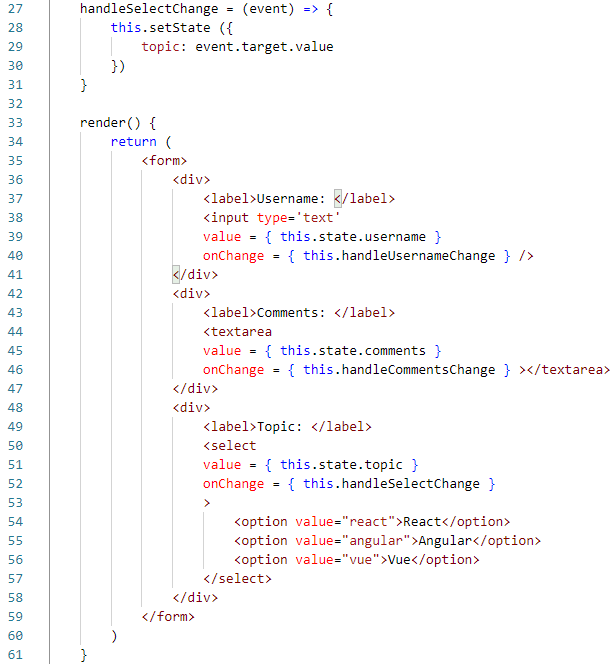 27 handleSelectChange = (event) => {
28 this.setState ({
29 topic: event.target.value
30 })
31 }
32
33 render() {
34 return (
35 <form>
36 <div>
37 <label>Username: </label>
38 <input type='text'
39 value = { this.state.username }
40 onChange = { this.handleUsernameChange } />
41 </div>
42 <div>
43 <label>Comments: </label>
44 <textarea
45 value = { this.state.comments }
46 onChange = { this.handleCommentsChange } ></textarea>
47 </div>
48 <div>
49 <label>Topic: </label>
50 <select
51 value = { this.state.topic }
52 onChange = { this.handleSelectChange }
53 >
54 <option value="react">React</option>
55 <option value="angular">Angular</option>
56 <option value="vue">Vue</option>
57 </select>
58 </div>
59 </form>
60 )
61 }